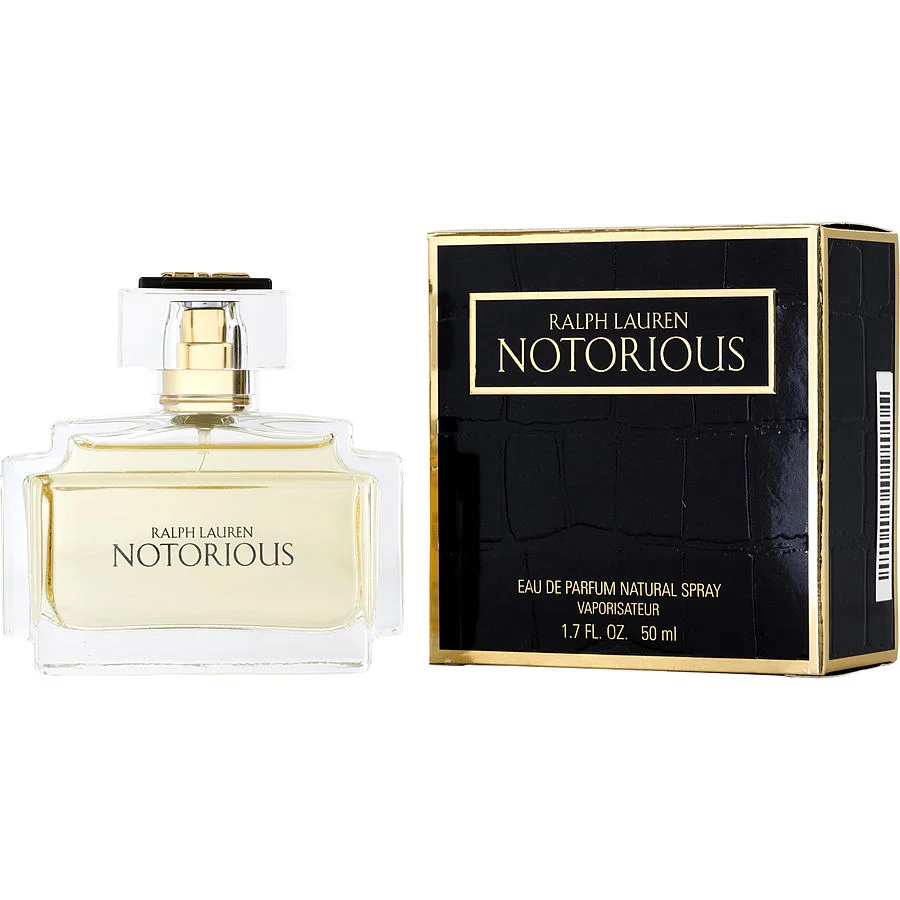 RALPH LAUREN
NOTORIOUS
RALPH LAUREN
NOTORIOUS
EAU DE PARFUM NATURAL SPRAY
VAPORISATEUR
1.7 FL. OZ. 50 ml